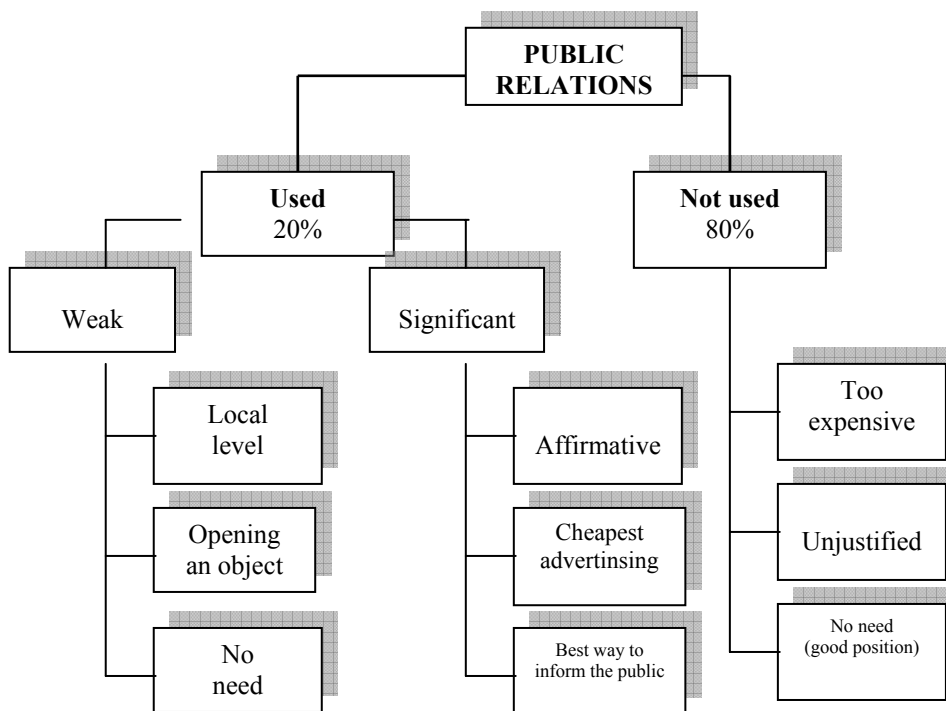 PUBLIC
RELATIONS
Used
20%
Not used
80%
Weak
Significant
Local
level
Opening
an object
No
need
Affirmative
Cheapest
advertinsing
Best way to
inform the public
Too
expensive
Unjustified
No need
(good position)